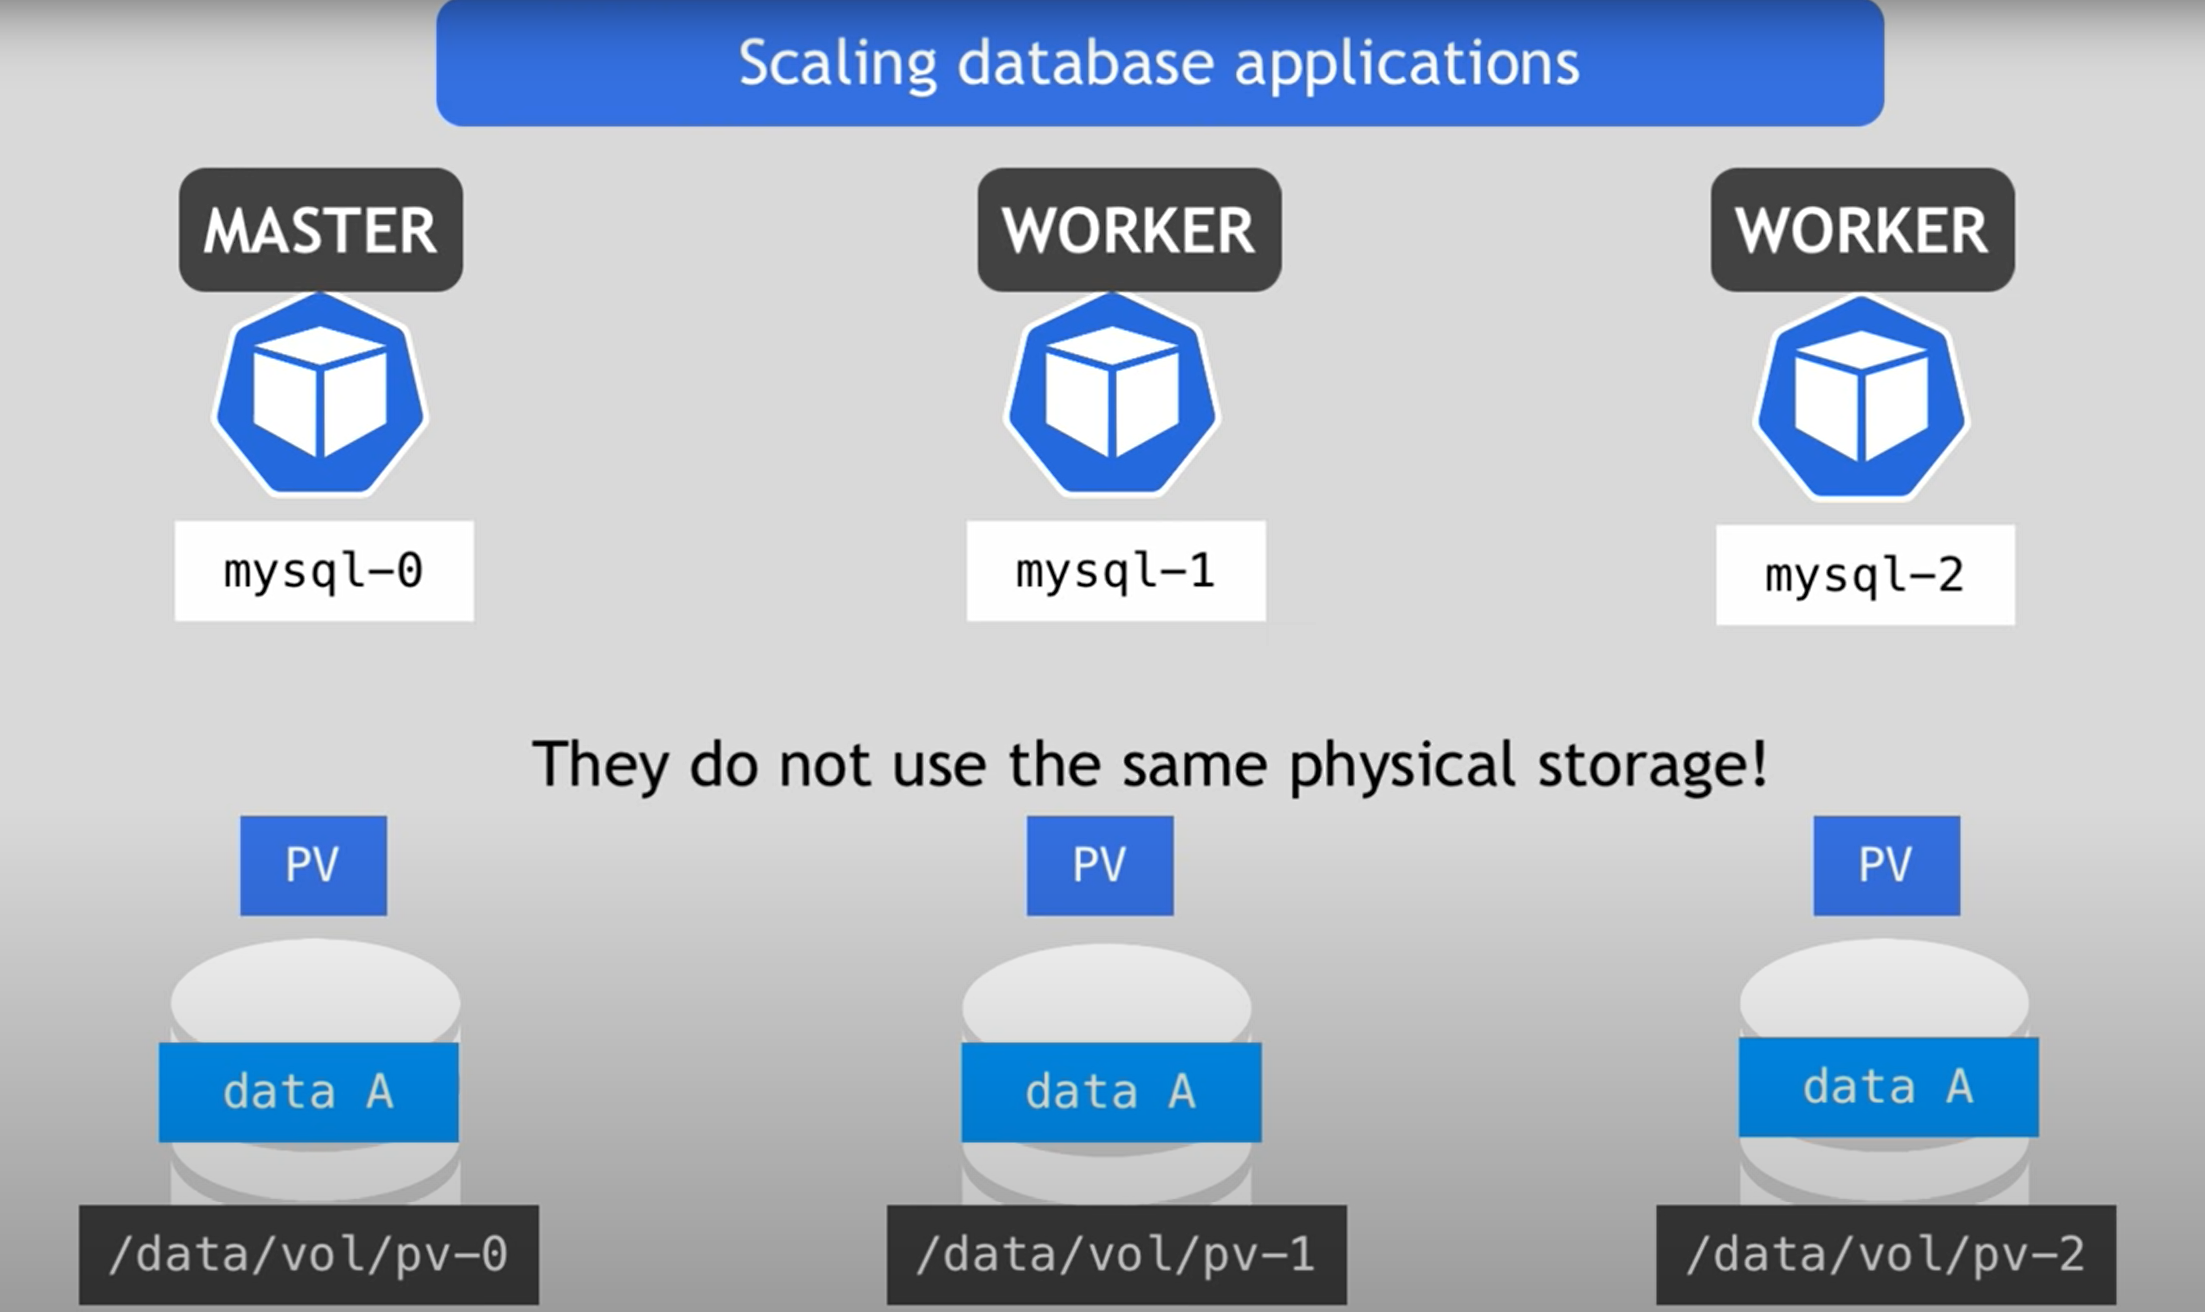 Scaling database applications
MASTER
WORKER
WORKER
mysql-0
mysql-1
mysql-2
They do not use the same physical storage!
PV
PV
PV
data A
data A
data A
/data/vol/pv-0
/data/vol/pv-1
/data/vol/pv-2